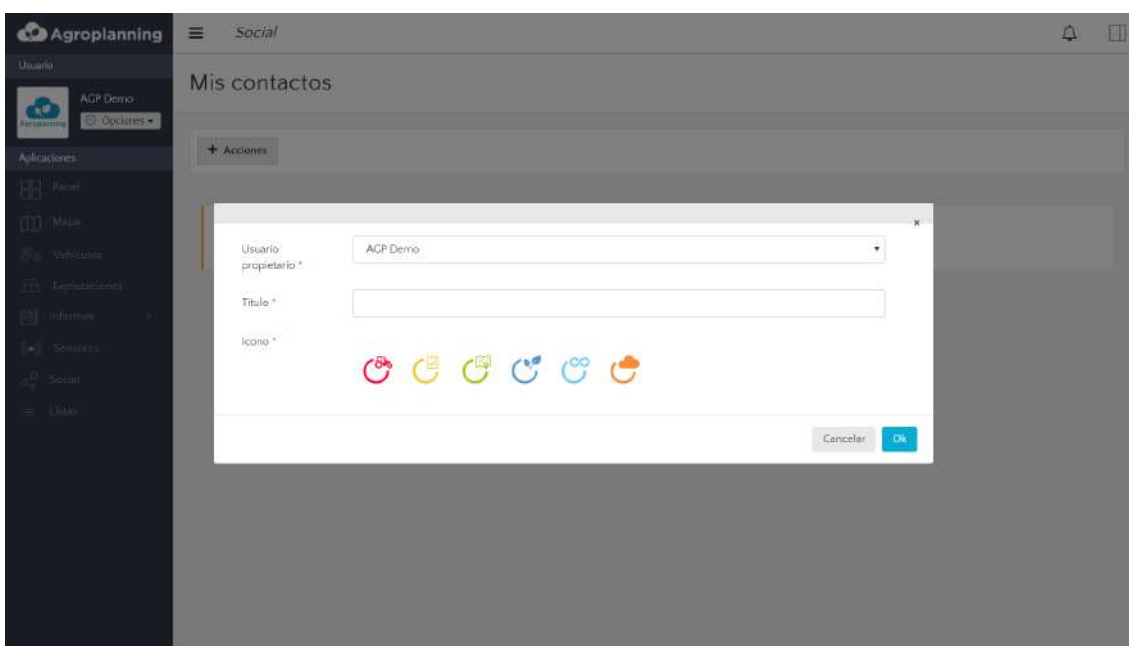 Agroplanning
Social
Usuario
Mis contactos
AGP Demo
Opciones
Acciones
Aplicaciones
Panel
Mapa
Vehículos
Explotaciones
Informes
Sensores
Social
Listas
Usuario
propietario *
AGP Demo
Título *
Icono *
Cancelar
Ok